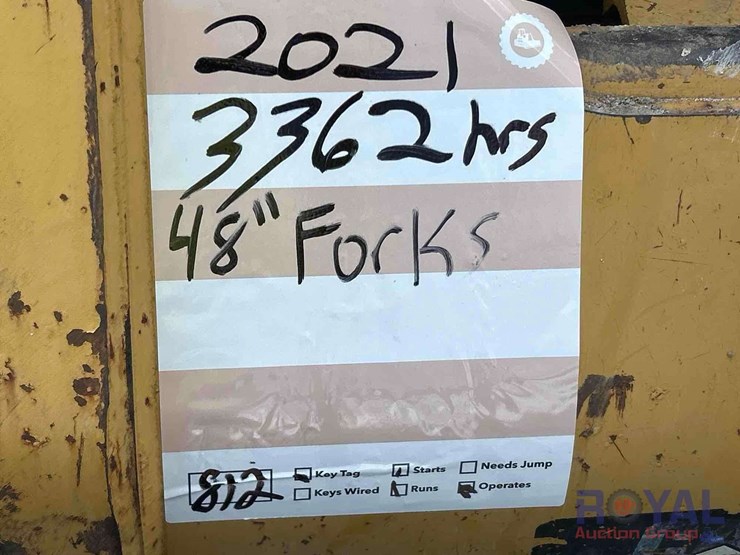 2021
3362 hrs
48" Forks
812
Key Tag Starts Needs Jump
Keys Wired Runs Operates
ROYAL
Auction Group